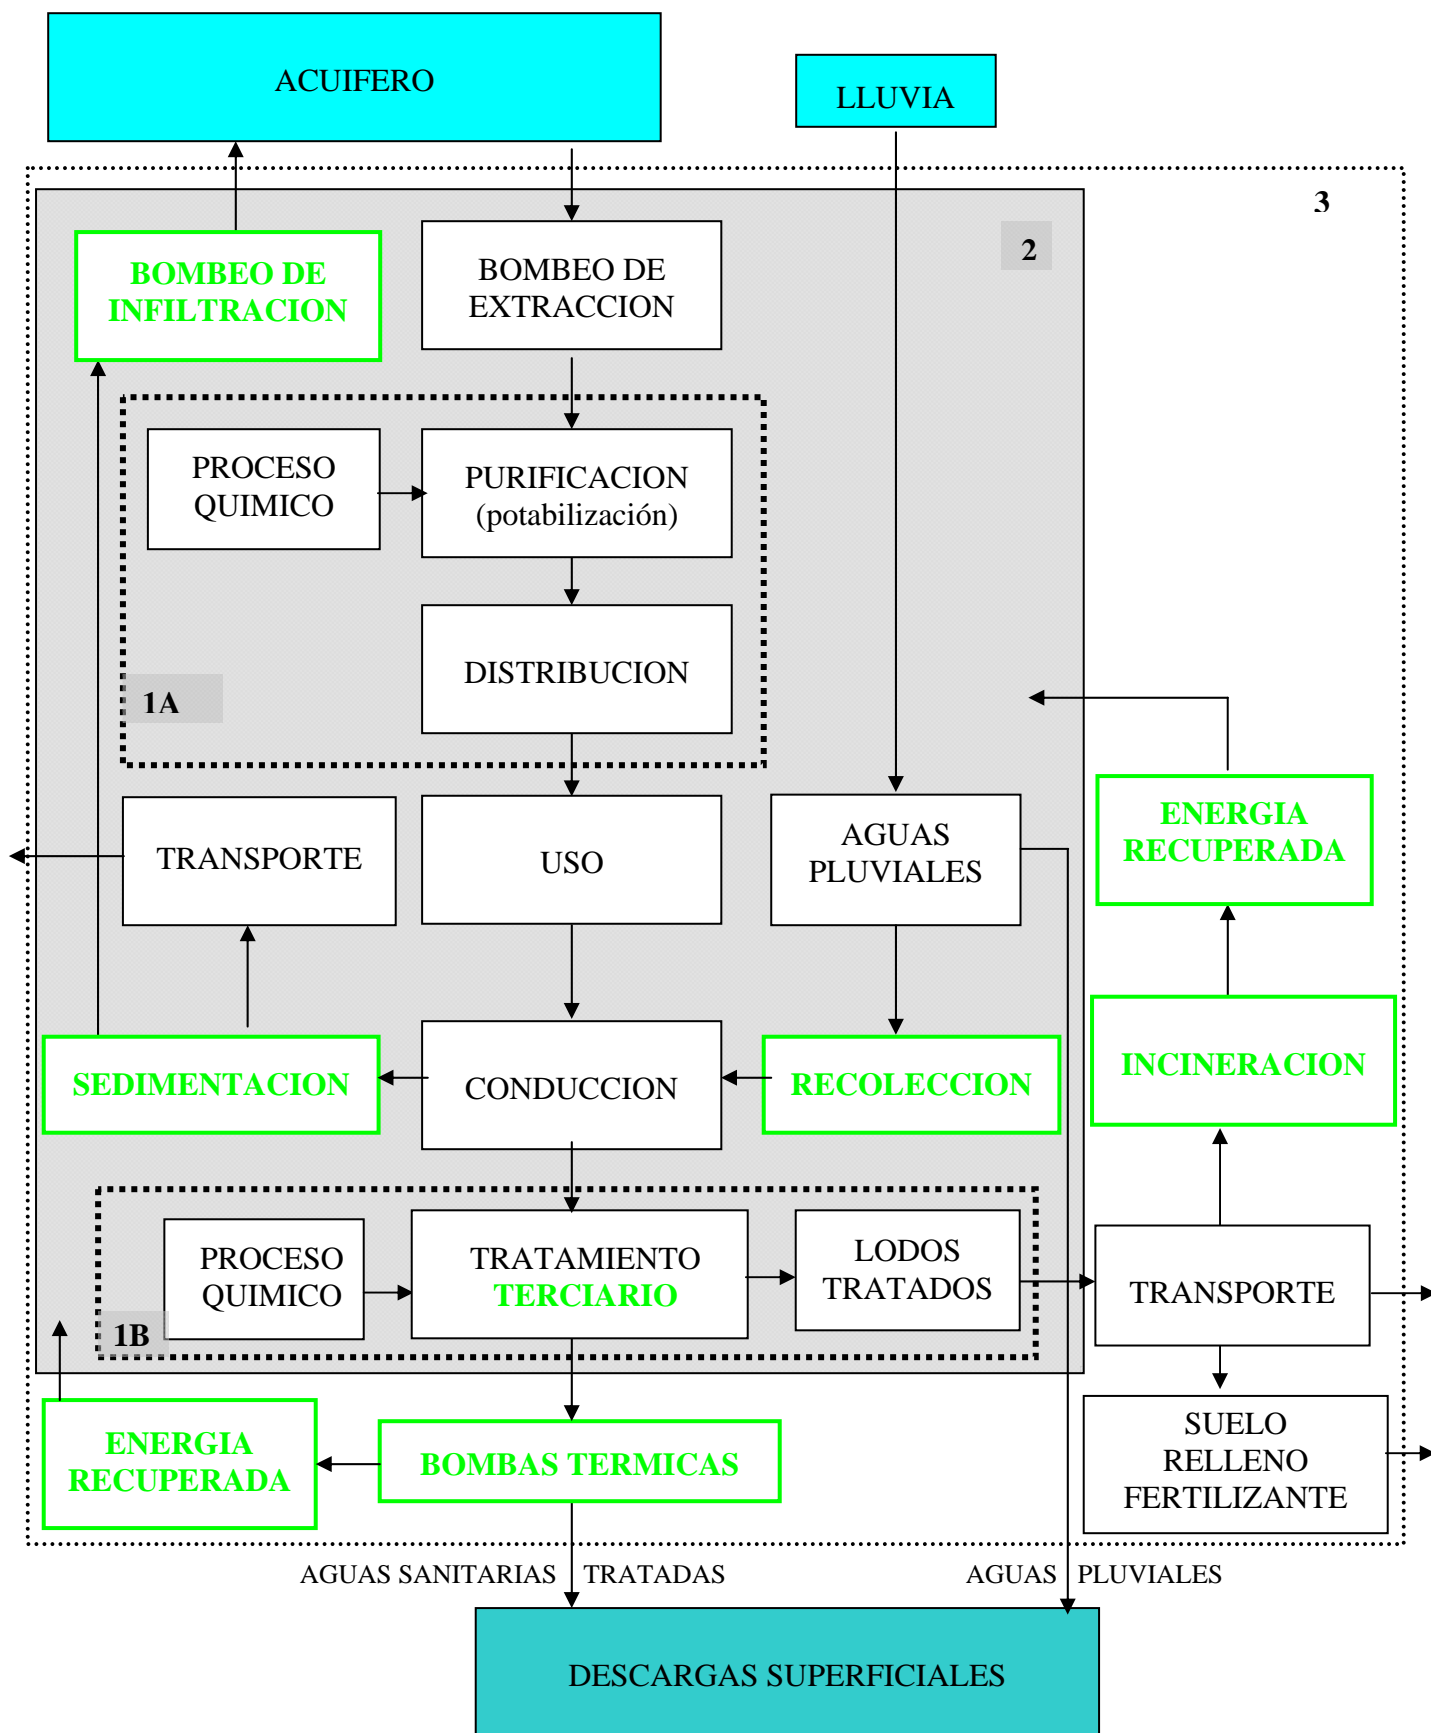 ACUIFERO
LLUVIA
3
2
BOMBEO DE
INFILTRACION
BOMBEO DE
EXTRACCION
PROCESO
QUIMICO
PURIFICACION
(potabilización)
DISTRIBUCION
1A
TRANSPORTE
USO
AGUAS
PLUVIALES
ENERGIA
RECUPERADA
SEDIMENTACION
CONDUCCION
RECOLECCION
INCINERACION
PROCESO
QUIMICO
TRATAMIENTO
TERCIARIO
LODOS
TRATADOS
TRANSPORTE
1B
ENERGIA
RECUPERADA
BOMBAS TERMICAS
SUELO
RELLENO
FERTILIZANTE
AGUAS SANITARIAS TRATADAS
AGUAS PLUVIALES
DESCARGAS SUPERFICIALES